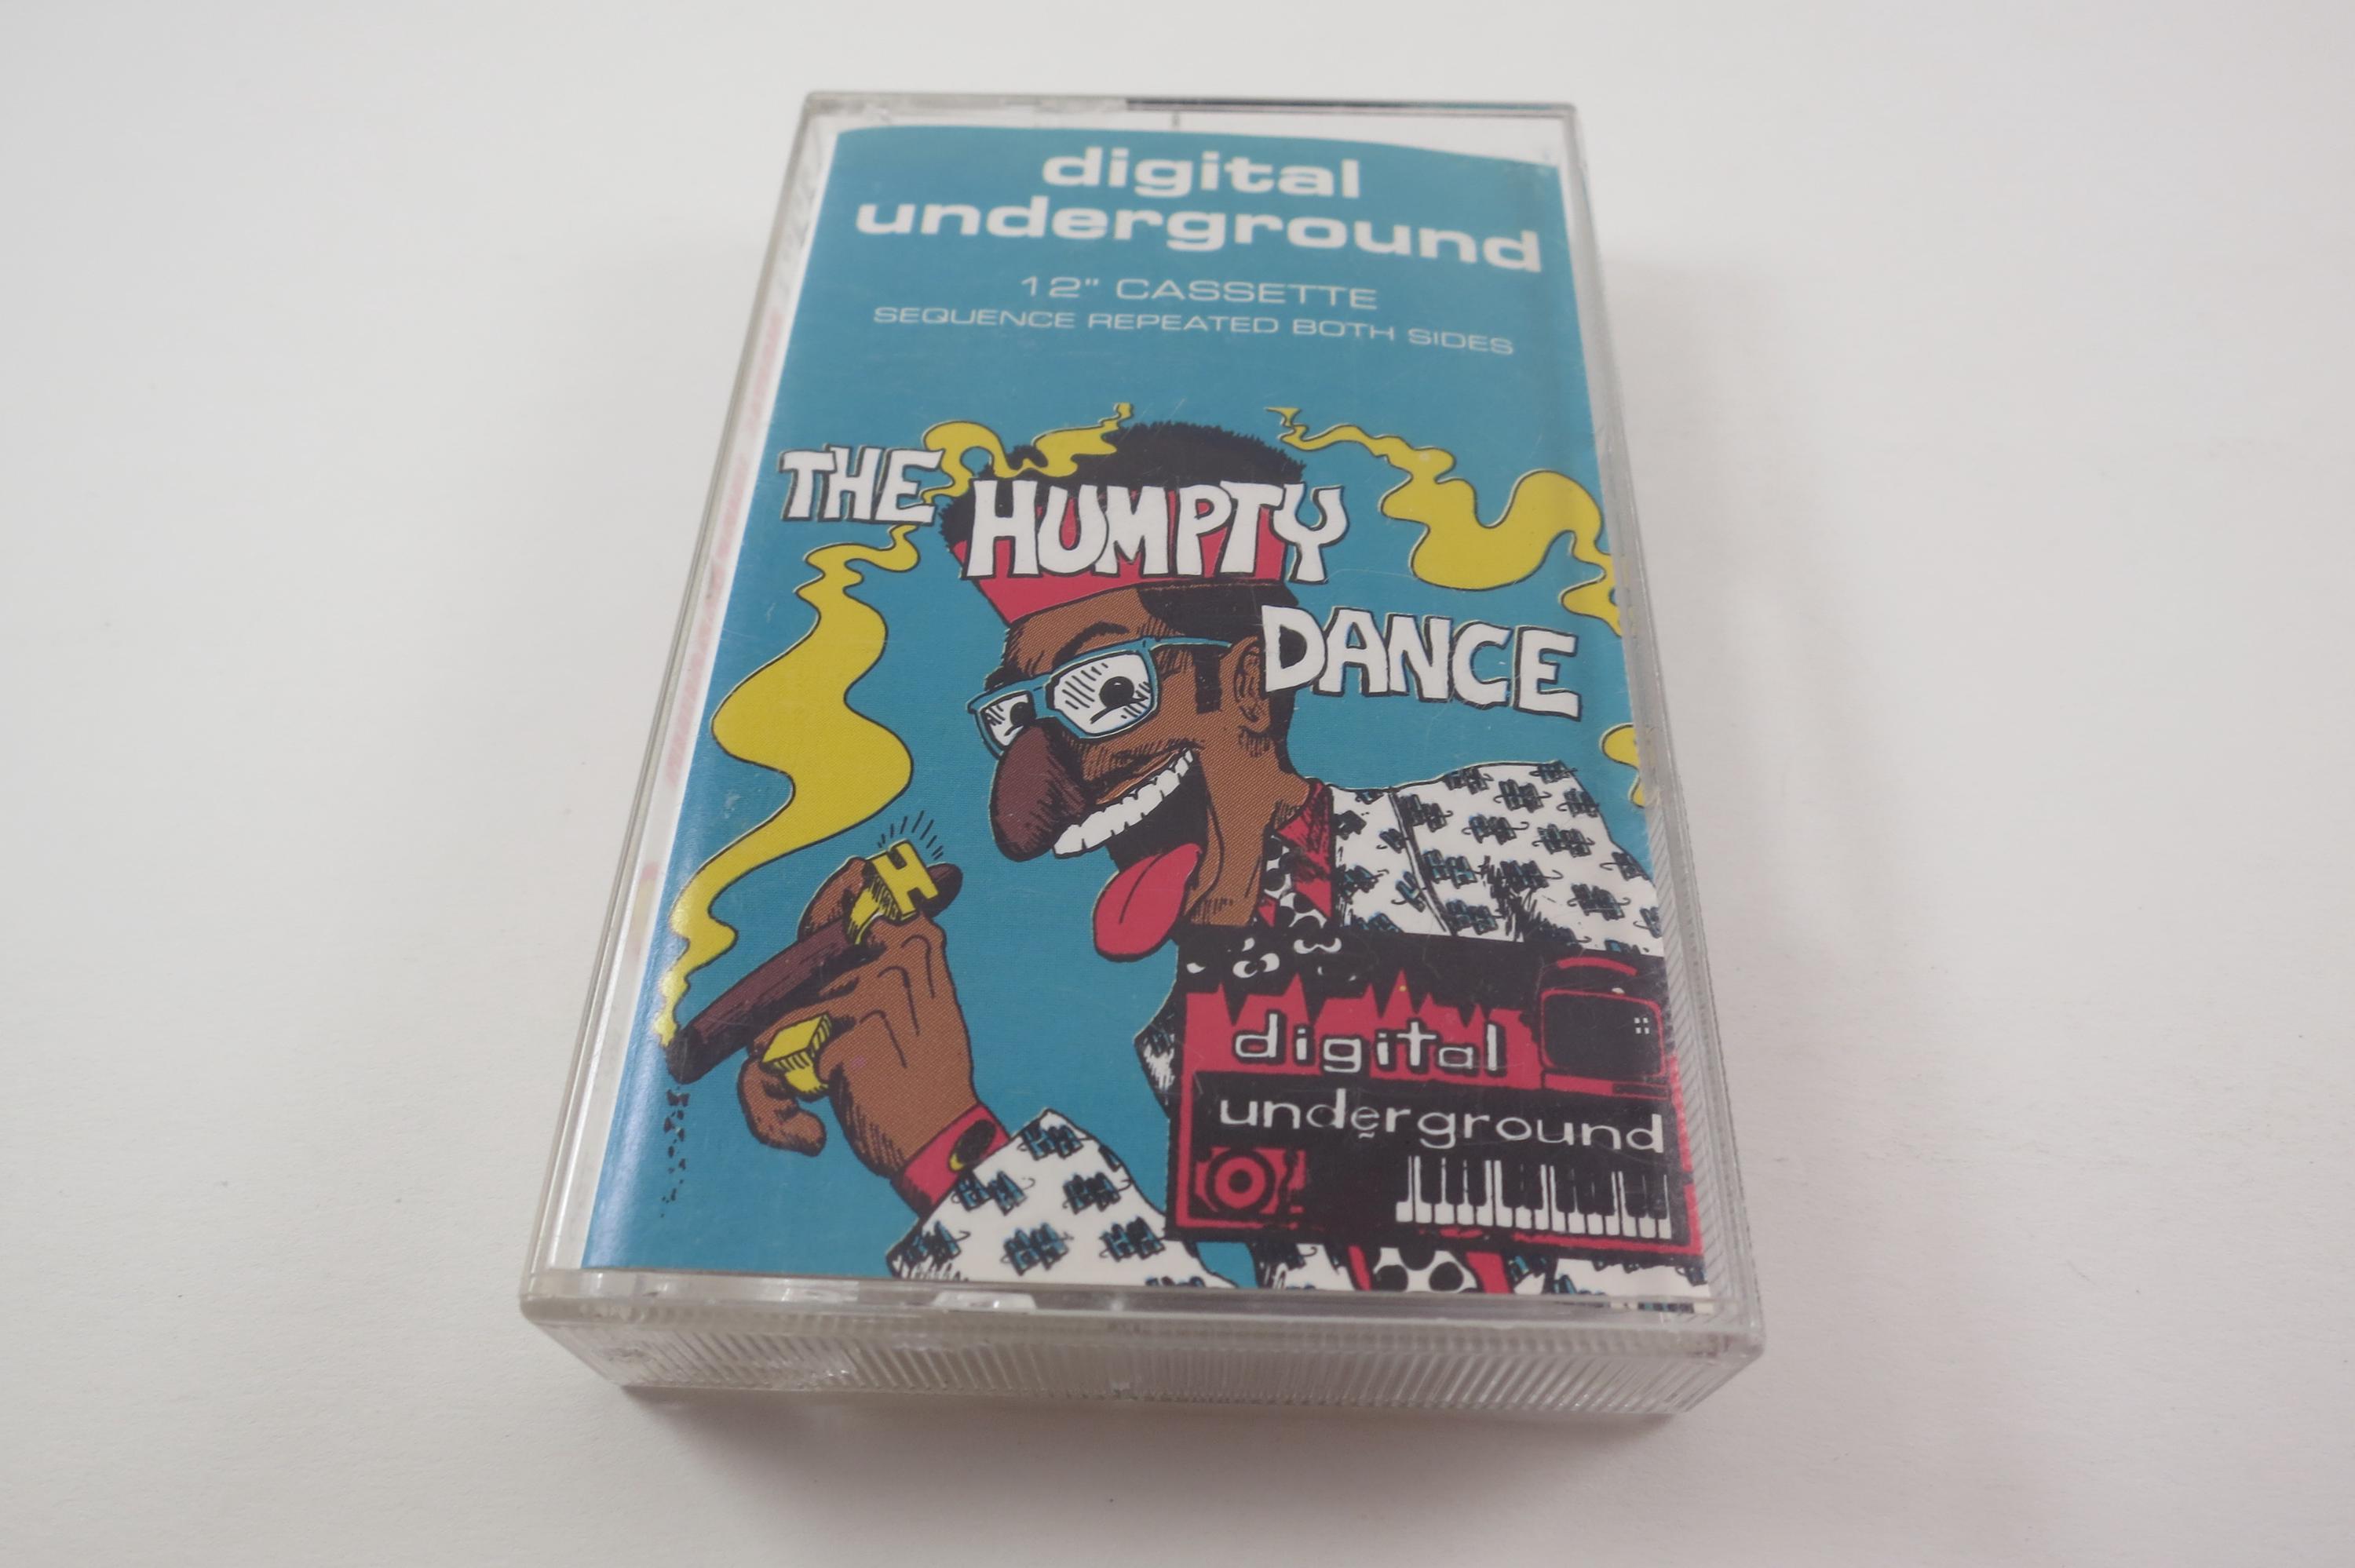 digital
underground
12" CASSETTE
SEQUENCE REPEATED BOTH SIDES
THE HUMPTY
DANCE
H
digital
underground